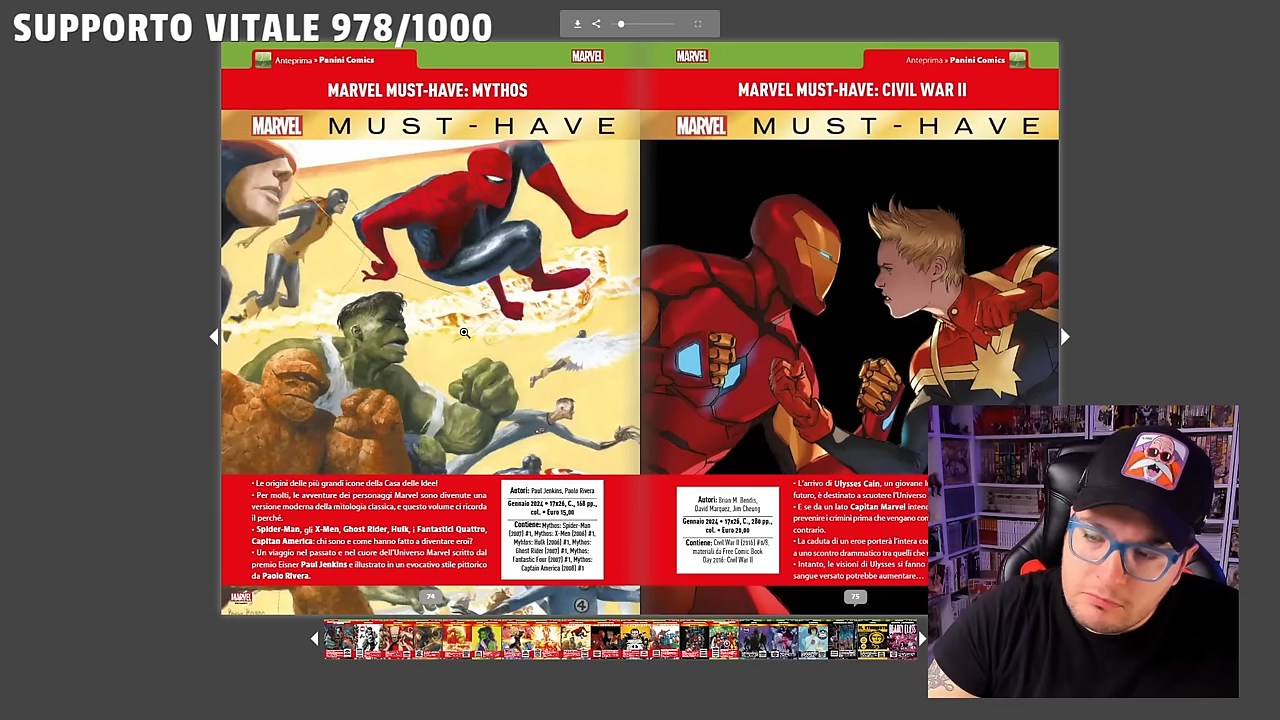 SUPPORTO VITALE 978/1000
Anteprima » Panini Comics
MARVEL
MARVEL
Anteprima » Panini Comics
MARVEL MUST-HAVE: MYTHOS
MARVEL MUST-HAVE: CIVIL WAR II
MARVEL MUST-HAVE
MARVEL MUST-HAVE
• Le origini delle più grandi icone della Casa delle Idee!
• Per molti, le avventure dei personaggi Marvel sono divenute una
versione moderna della mitologia classica, e questo volume ci ricorda
il perché.
• Spider-Man, gli X-Men, Ghost Rider, Hulk, i Fantastici Quattro,
Capitan America: chi sono e come hanno fatto a diventare eroi?
• Un viaggio nel passato e nel cuore dell'Universo Marvel scritto dal
premio Eisner Paul Jenkins e illustrato in un evocativo stile pittorico
da Paolo Rivera.
Autori: Paul Jenkins, Paolo Rivera
Gennaio 2024 • 17x26, C., 168 pp.,
col. • Euro 15,00
Contiene: Mythos: Spider-Man
(2007) #1, Mythos: X-Men (2006) #1,
Mythos: Hulk (2006) #1, Mythos:
Ghost Rider (2007) #1, Mythos:
Fantastic Four (2007) #1, Mythos:
Captain America (2008) #1
Autori: Brian M. Bendis,
David Marquez, Jim Cheung
Gennaio 2024 • 17x26, C., 280 pp.,
col. • Euro 29,00
Contiene: Civil War II (2016) #0/8,
materiali da Free Comic Book
Day 2016: Civil War II
• L'arrivo di Ulysses Cain, un giovane
futuro, è destinato a scuotere l'Universo
• E se da un lato Capitan Marvel
prevenire i crimini prima che vengano
contrario.
• La caduta di un eroe porterà l'intera
a uno scontro drammatico tra quelli che
• Intanto, le visioni di Ulysses si fanno
sangue versato potrebbe aumentare...
MARVEL
74
75
4